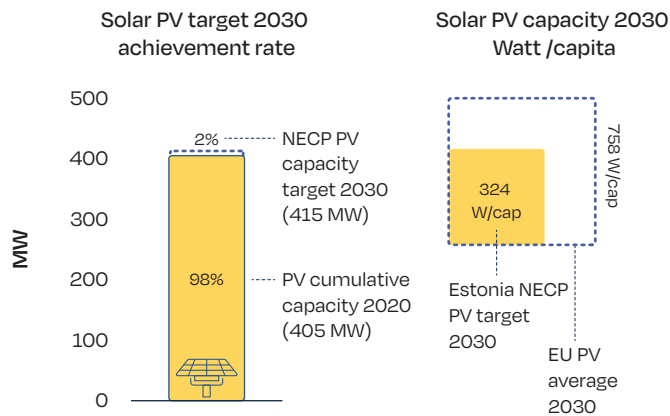 Solar PV target 2030
achievement rate
MW
500
400
300
200
100
0
2%
98%
NECP PV
capacity
target 2030
(415 MW)
PV cumulative
capacity 2020
(405 MW)
Solar PV capacity 2030
Watt /capita
758 W/cap
324
W/cap
Estonia NECP
PV target
2030
EU PV
average
2030